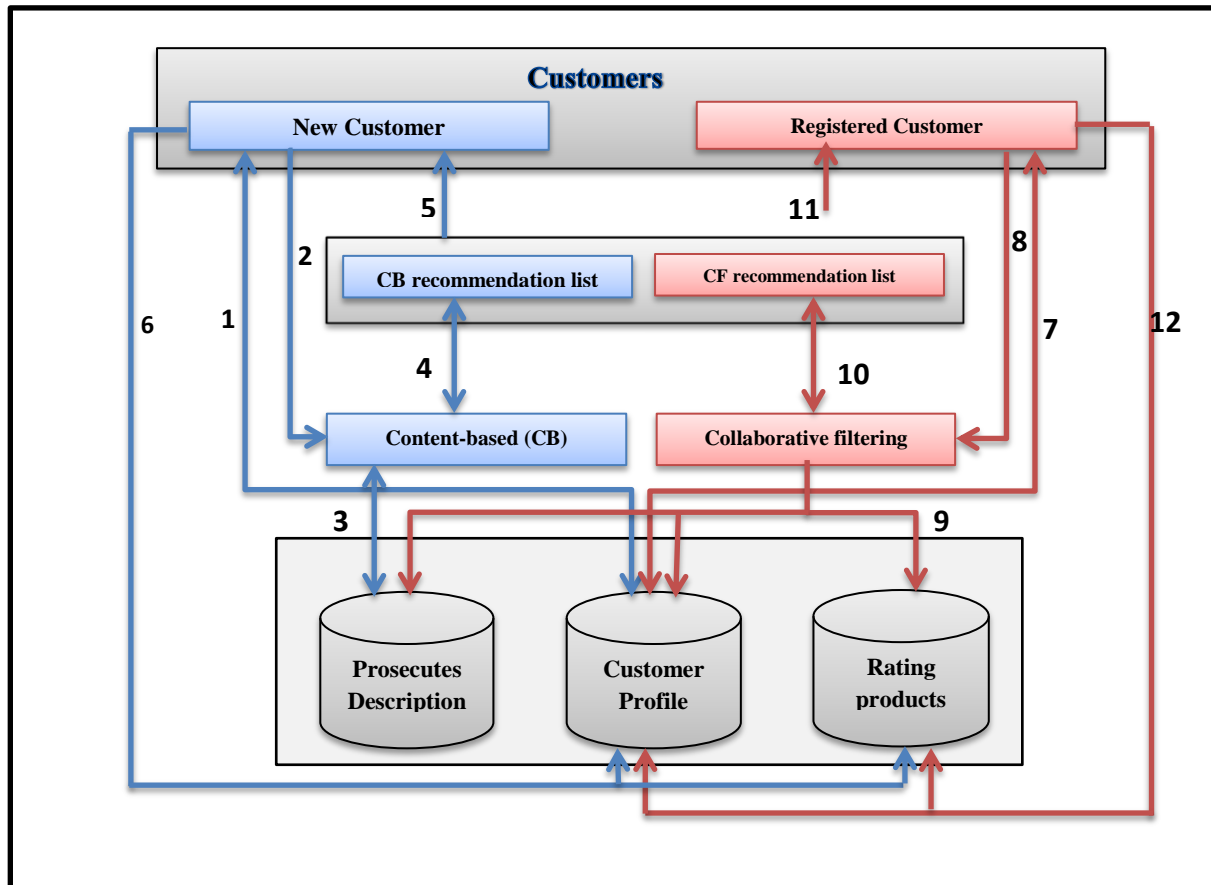 Customers
New Customer
Registered Customer
5
11
2
8
CB recommendation list
CF recommendation list
6
1
7
12
4
10
Content-based (CB)
Collaborative filtering
3
9
Prosecutes
Description
Customer
Profile
Rating
products